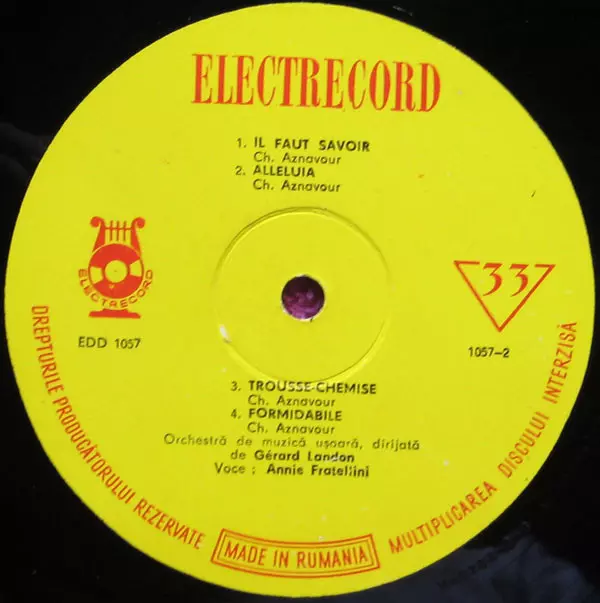 ELECTRECORD
1. IL FAUT SAVOIR
Ch. Aznavour
2. ALLELUIA
Ch. Aznavour
ELECTRECORD
33
EDD 1057
1057-2
3. TROUSSE-CHEMISE
Ch. Aznavour
4. FORMIDABILE
Ch. Aznavour
Orchestră de muzică ușoară, dirijată
de Gérard Landon
Voce : Annie Fratellini
DREPTURILE PRODUCĂTORULUI REZERVATE
MADE IN RUMANIA
MULTIPLICAREA DISCULUI INTERZISĂ